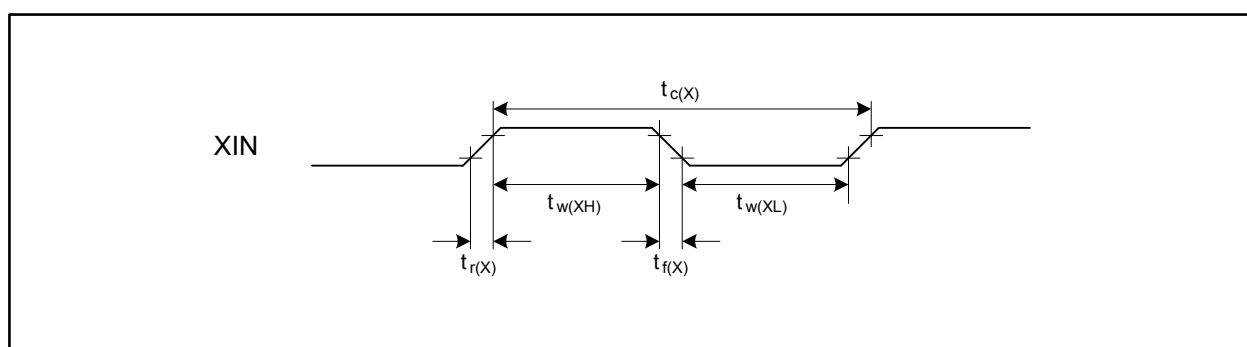 t c(X)
XIN
t w(XH)
t w(XL)
t r(X)
t f(X)